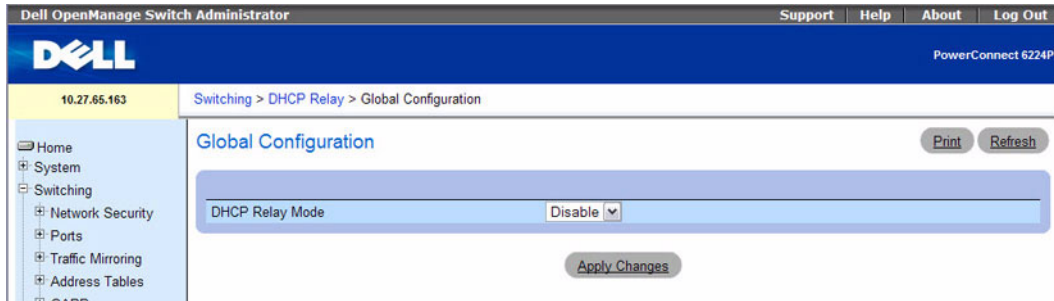 Dell OpenManage Switch Administrator Support Help About Log Out
DELL
PowerConnect 6224P
10.27.65.163
Switching > DHCP Relay > Global Configuration
Home
System
Switching
Network Security
Ports
Traffic Mirroring
Address Tables
Global Configuration
Print Refresh
DHCP Relay Mode Disable
Apply Changes